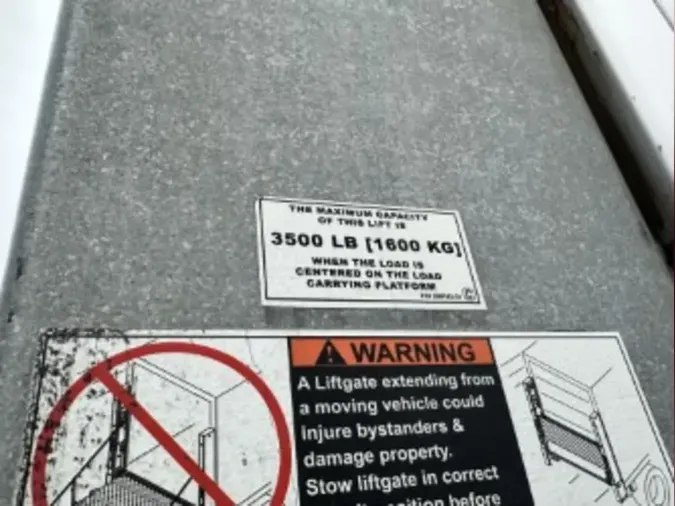 THE MAXIMUM CAPACITY
OF THIS LIFT IS
3500 LB [1600 KG]
WHEN THE LOAD IS
CENTERED ON THE LOAD
CARRYING PLATFORM
WARNING
A Liftgate extending from
a moving vehicle could
injure bystanders &
damage property.
Stow liftgate in correct
before